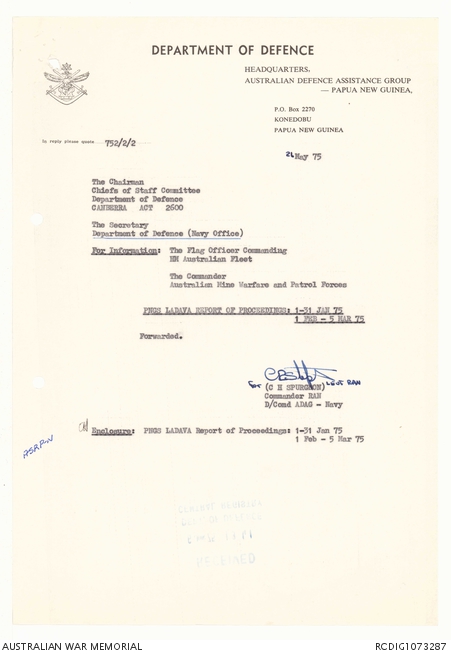 DEPARTMENT OF DEFENCE
HEADQUARTERS.
AUSTRALIAN DEFENCE ASSISTANCE GROUP
— PAPUA NEW GUINEA.
P.O. Box 2270
KONEDOBU
PAPUA NEW GUINEA
In reply please quote 752/2/2
May 75
The Chairman
Chiefs of Staff Committee
Department of Defence
CANBERRA ACT 2600
The Secretary
Department of Defence (Navy Office)
For Information: The Flag Officer Commanding
HM Australian Fleet
The Commander
Australian Mine Warfare and Patrol Forces
PNGS LADAVA REPORT OF PROCEEDINGS: 1-31 JAN 75
1 FEB - 5 MAR 75
Forwarded.
for (C H SPURGEON) LEUT RAN
Commander RAN
D/Comd ADAG - Navy
Enclosure: PNGS LADAVA Report of Proceedings: 1-31 Jan 75
1 Feb - 5 Mar 75
RECEIVED
AUSTRALIAN WAR MEMORIAL
RCDIG1073287